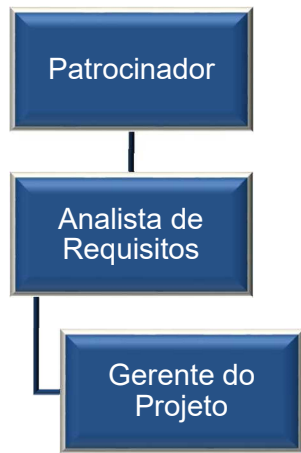 Patrocinador
Analista de
Requisitos
Gerente do
Projeto